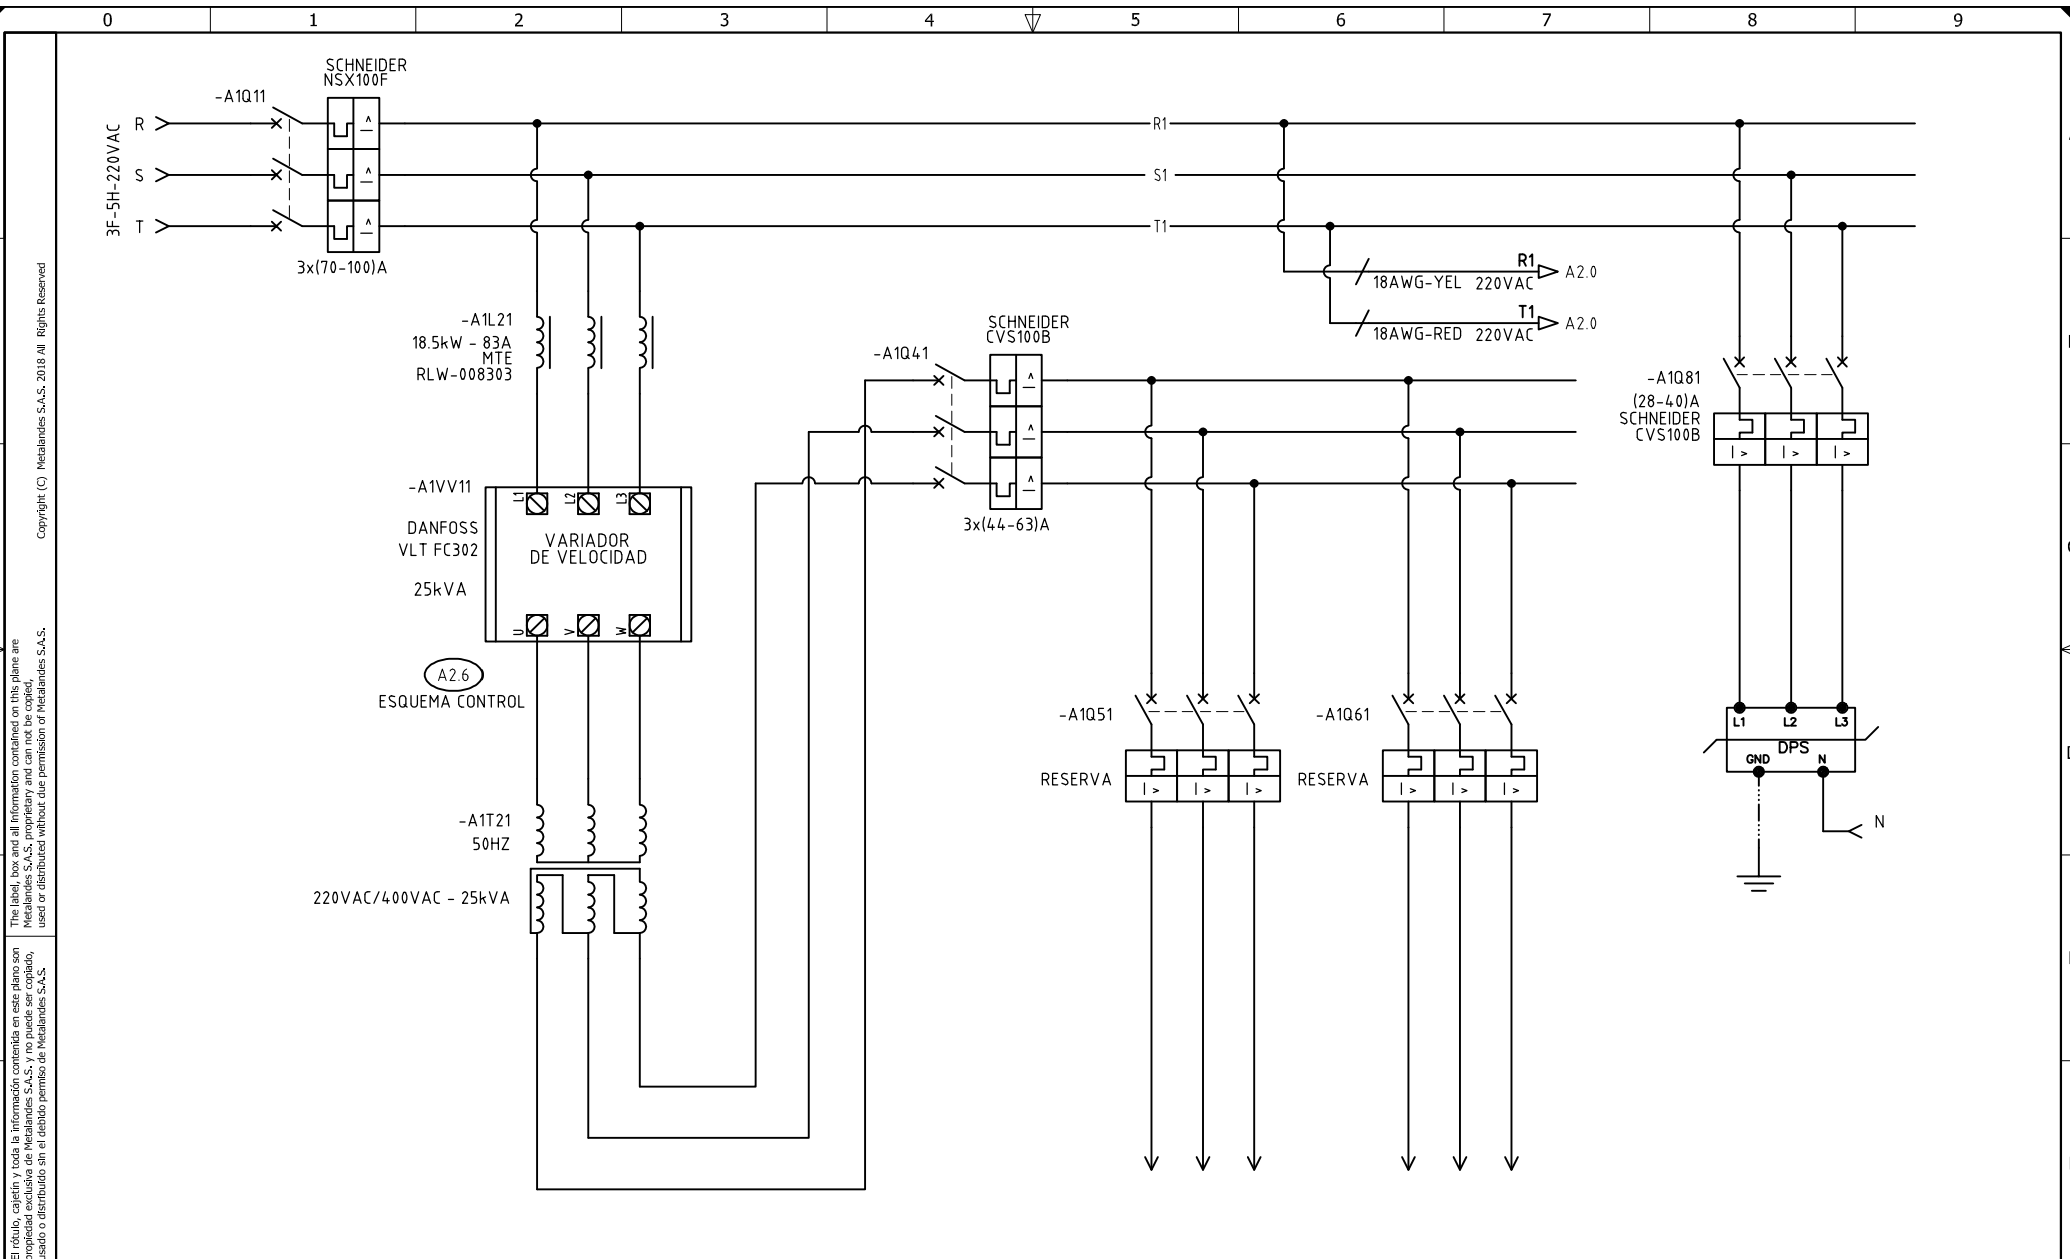 0 1 2 3 4 5 6 7 8 9
SCHNEIDER
NSX100F
-A1Q11
R
S
T
3F-5H-220VAC
3x(70-100)A
R1
S1
T1
R1
18AWG-YEL 220VAC
A2.0
T1
18AWG-RED 220VAC
A2.0
-A1L21
18.5kW - 83A
MTE
RLW-008303
SCHNEIDER
CVS100B
-A1Q41
3x(44-63)A
-A1Q81
(28-40)A
SCHNEIDER
CVS100B
I > I > I >
-A1VV11
DANFOSS
VLT FC302
25kVA
L1 L2 L3
VARIADOR
DE VELOCIDAD
U V W
A2.6
ESQUEMA CONTROL
-A1Q51
RESERVA
I > I > I >
-A1Q61
RESERVA
I > I > I >
L1 L2 L3
DPS
GND N
N
-A1T21
50HZ
220VAC/400VAC - 25kVA
Copyright (C) Metalandes S.A.S. 2018 All Rights Reserved
The label, box and all information contained on this plane are
Metalandes S.A.S. proprietary and can not be copied,
used or distributed without due permission of Metalandes S.A.S.
El rótulo, cajetín y toda la información contenida en este plano son
propiedad exclusiva de Metalandes S.A.S. y no puede ser copiado,
usado o distribuido sin el debido permiso de Metalandes S.A.S.